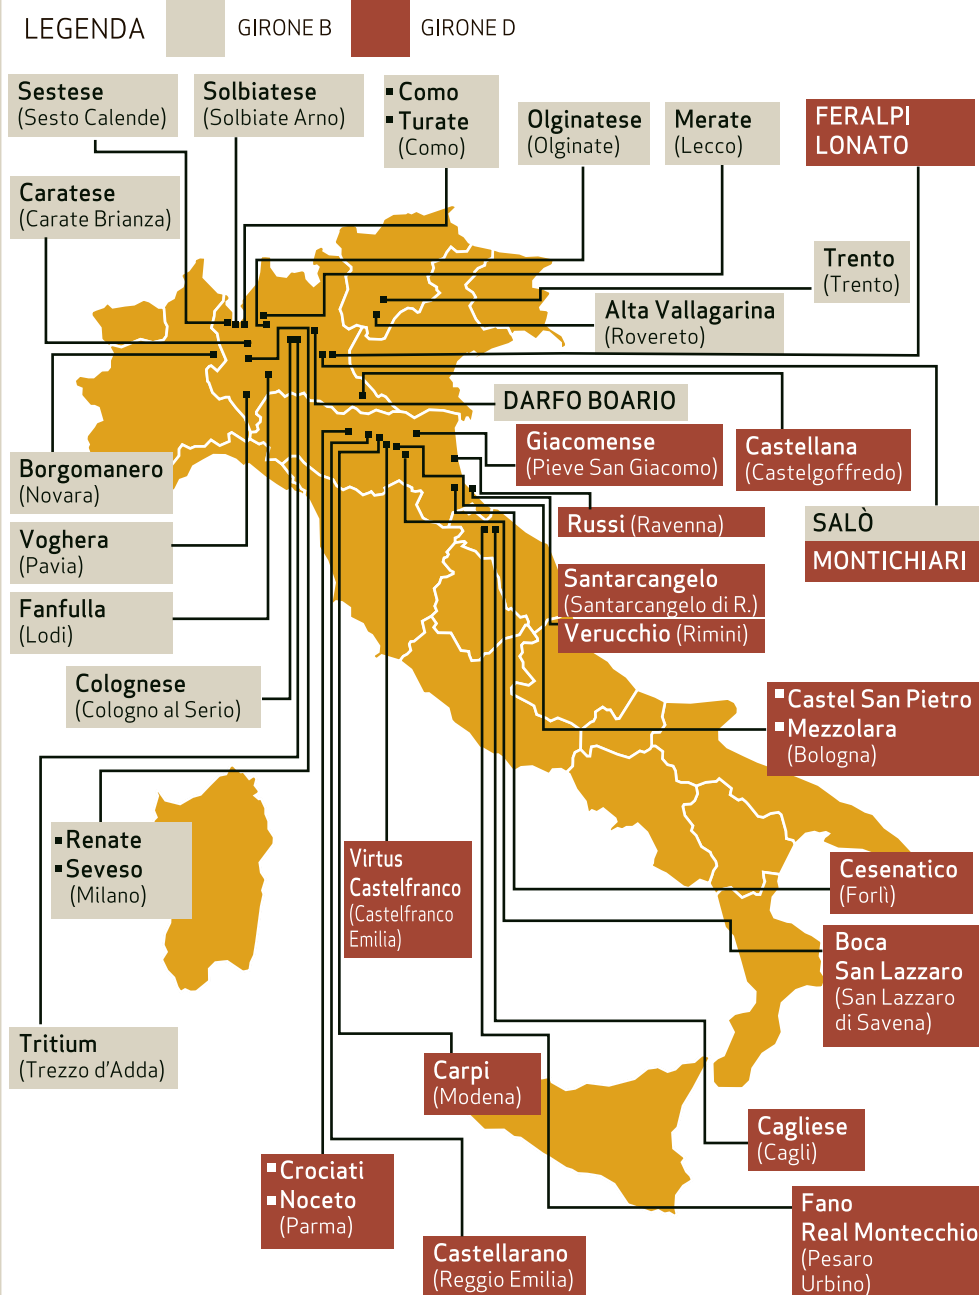 LEGENDA
GIRONE B
GIRONE D
Sestese
(Sesto Calende)
Solbiatese
(Solbiate Arno)
Como
Turate
(Como)
Olginatese
(Olginate)
Merate
(Lecco)
FERALPI
LONATO
Caratese
(Carate Brianza)
Trento
(Trento)
Alta Vallagarina
(Rovereto)
DARFO BOARIO
Giacomense
(Pieve San Giacomo)
Castellana
(Castelgoffredo)
Borgomanero
(Novara)
Russi (Ravenna)
SALÒ
MONTICHIARI
Voghera
(Pavia)
Santarcangelo
(Santarcangelo di R.)
Verucchio (Rimini)
Fanfulla
(Lodi)
Colognese
(Cologno al Serio)
Castel San Pietro
Mezzolara
(Bologna)
Renate
Seveso
(Milano)
Virtus
Castelfranco
(Castelfranco
Emilia)
Cesenatico
(Forlì)
Boca
San Lazzaro
(San Lazzaro
di Savena)
Tritium
(Trezzo d'Adda)
Carpi
(Modena)
Cagliese
(Cagli)
Crociati
Noceto
(Parma)
Castellarano
(Reggio Emilia)
Fano
Real Montecchio
(Pesaro
Urbino)